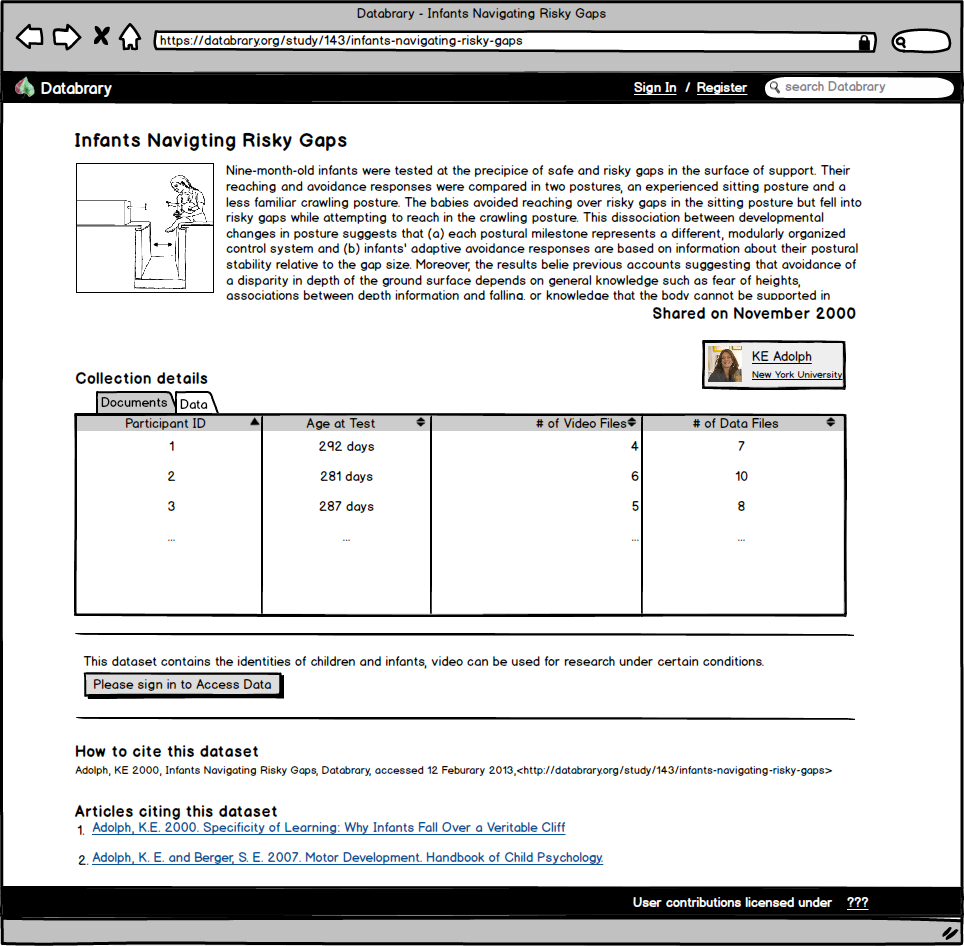 Databrary - Infants Navigating Risky Gaps
https://databrary.org/study/143/infants-navigating-risky-gaps
Databrary
Sign In / Register
search Databrary
Infants Navigting Risky Gaps
Nine-month-old infants were tested at the precipice of safe and risky gaps in the surface of support. Their
reaching and avoidance responses were compared in two postures, an experienced sitting posture and a
less familiar crawling posture. The babies avoided reaching over risky gaps in the sitting posture but fell into
risky gaps while attempting to reach in the crawling posture. This dissociation between developmental
changes in posture suggests that (a) each postural milestone represents a different, modularly organized
control system and (b) infants' adaptive avoidance responses are based on information about their postural
stability relative to the gap size. Moreover, the results belie previous accounts suggesting that avoidance of
a disparity in depth of the ground surface depends on general knowledge such as fear of heights,
associations between depth information and falling, or knowledge that the body cannot be supported in
Shared on November 2000
KE Adolph
New York University
Collection details
Documents Data
Participant ID Age at Test # of Video Files # of Data Files
1 292 days 4 7
2 281 days 6 10
3 287 days 5 8
... ... ... ...
This dataset contains the identities of children and infants, video can be used for research under certain conditions.
Please sign in to Access Data
How to cite this dataset
Adolph, KE 2000, Infants Navigating Risky Gaps, Databrary, accessed 12 Feburary 2013,<http://databrary.org/study/143/infants-navigating-risky-gaps>
Articles citing this dataset
1. Adolph, K.E. 2000. Specificity of Learning: Why Infants Fall Over a Veritable Cliff
2. Adolph, K. E. and Berger, S. E. 2007. Motor Development. Handbook of Child Psychology.
User contributions licensed under ???